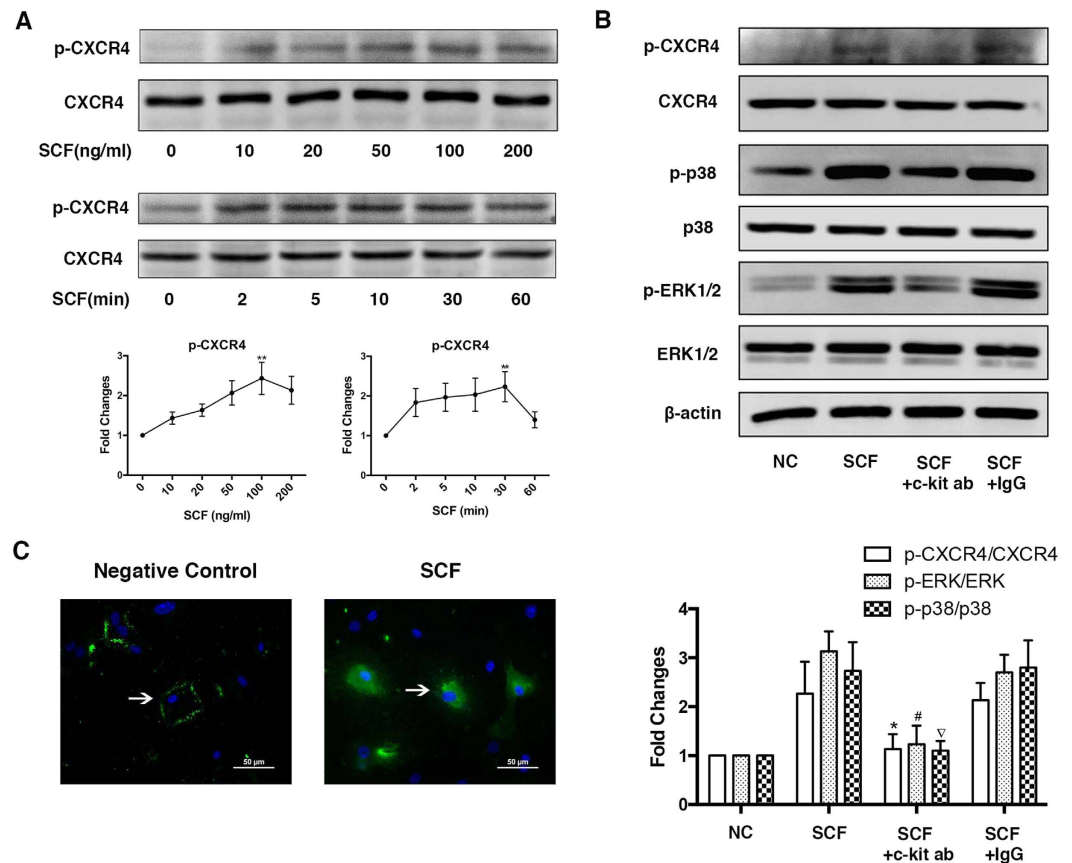 A
p-CXCR4
CXCR4
SCF(ng/ml) 0 10 20 50 100 200
p-CXCR4
CXCR4
SCF(min) 0 2 5 10 30 60
p-CXCR4
Fold Changes
3
2
1
0
**
0 10 20 50 100 200
SCF (ng/ml)
p-CXCR4
Fold Changes
3
2
1
0
**
0 2 5 10 30 60
SCF (min)
B
p-CXCR4
CXCR4
p-p38
p38
p-ERK1/2
ERK1/2
β-actin
NC SCF SCF SCF
+c-kit ab +IgG
C
Negative Control SCF
50 μm
50 μm
p-CXCR4/CXCR4
p-ERK/ERK
p-p38/p38
Fold Changes
4
3
2
1
0
* # ∇
NC SCF SCF SCF
+c-kit ab +IgG